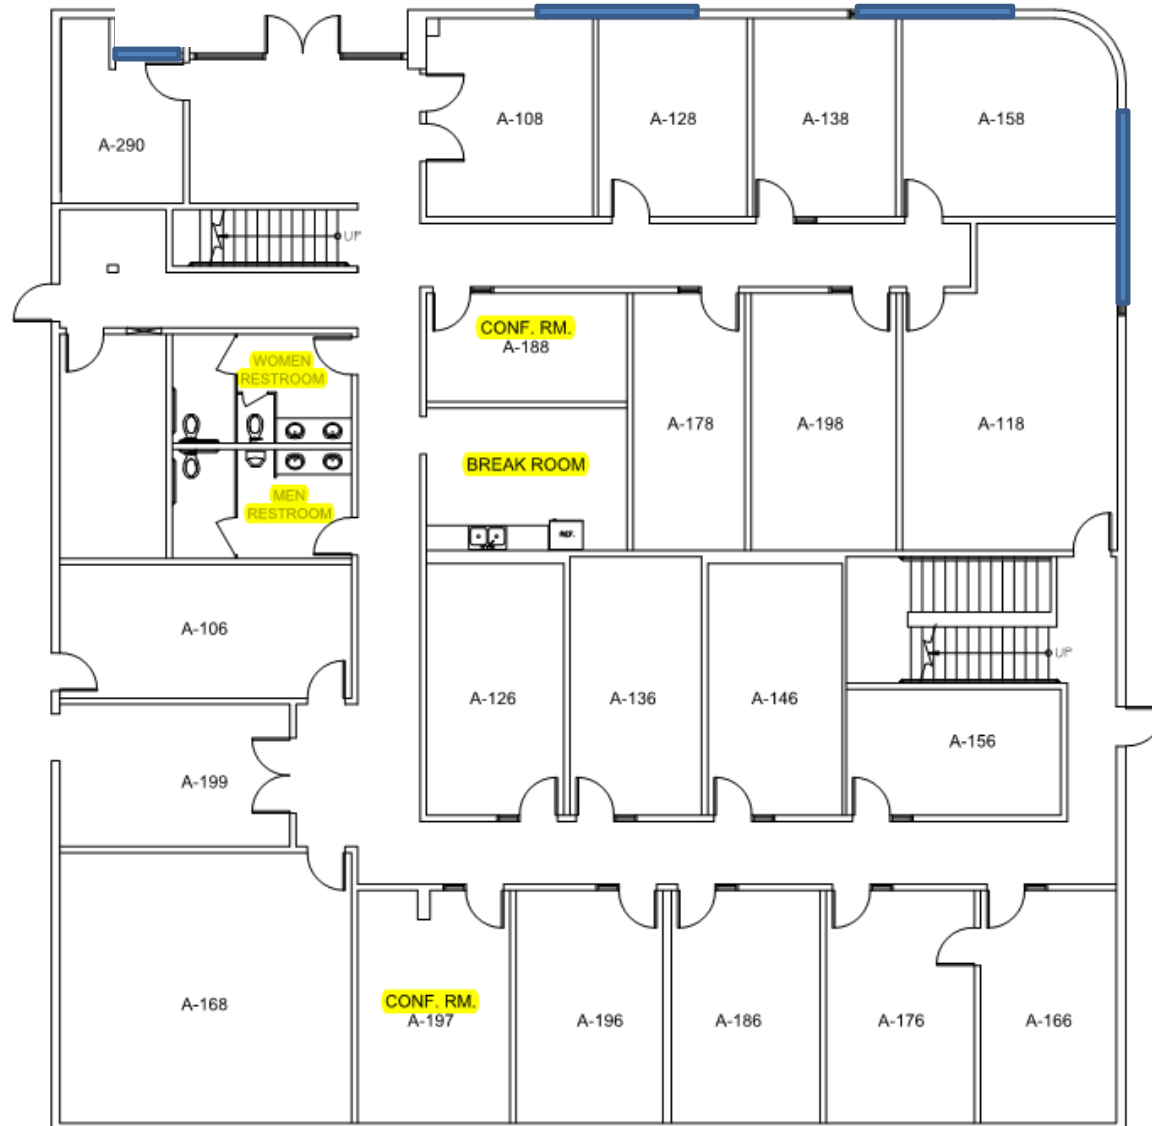 A-108
A-128
A-138
A-158
A-290
UP
CONF. RM.
A-188
WOMEN
RESTROOM
A-178
A-198
A-118
BREAK ROOM
MEN
RESTROOM
REF.
A-106
UP
A-126
A-136
A-146
A-156
A-199
A-168
CONF. RM.
A-197
A-196
A-186
A-176
A-166